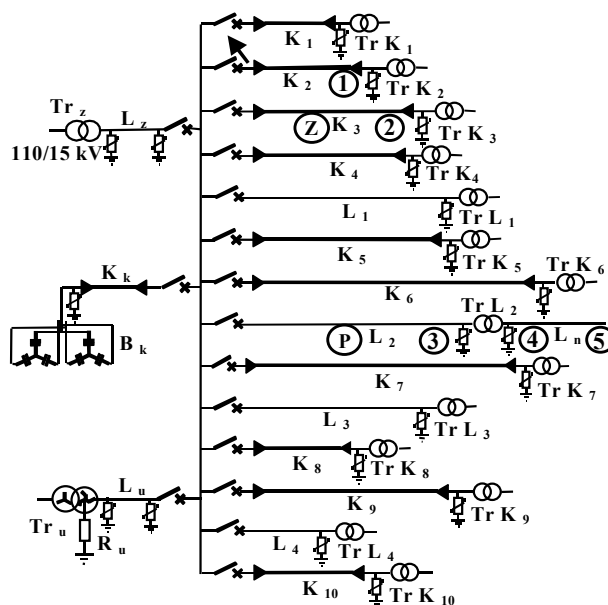 K 1
Tr K 1
K 2
1
Tr K 2
Tr z
L z
110/15 kV
Z
K 3
2
Tr K 3
K 4
Tr K4
L 1
Tr L 1
K 5
Tr K 5
K k
K 6
Tr K 6
B k
P
L 2
3
Tr L 2
4
L n
5
K 7
Tr K 7
L 3
Tr L 3
K 8
Tr K 8
L u
Tr u
R u
K 9
Tr K 9
L 4
Tr L 4
K 10
Tr K 10